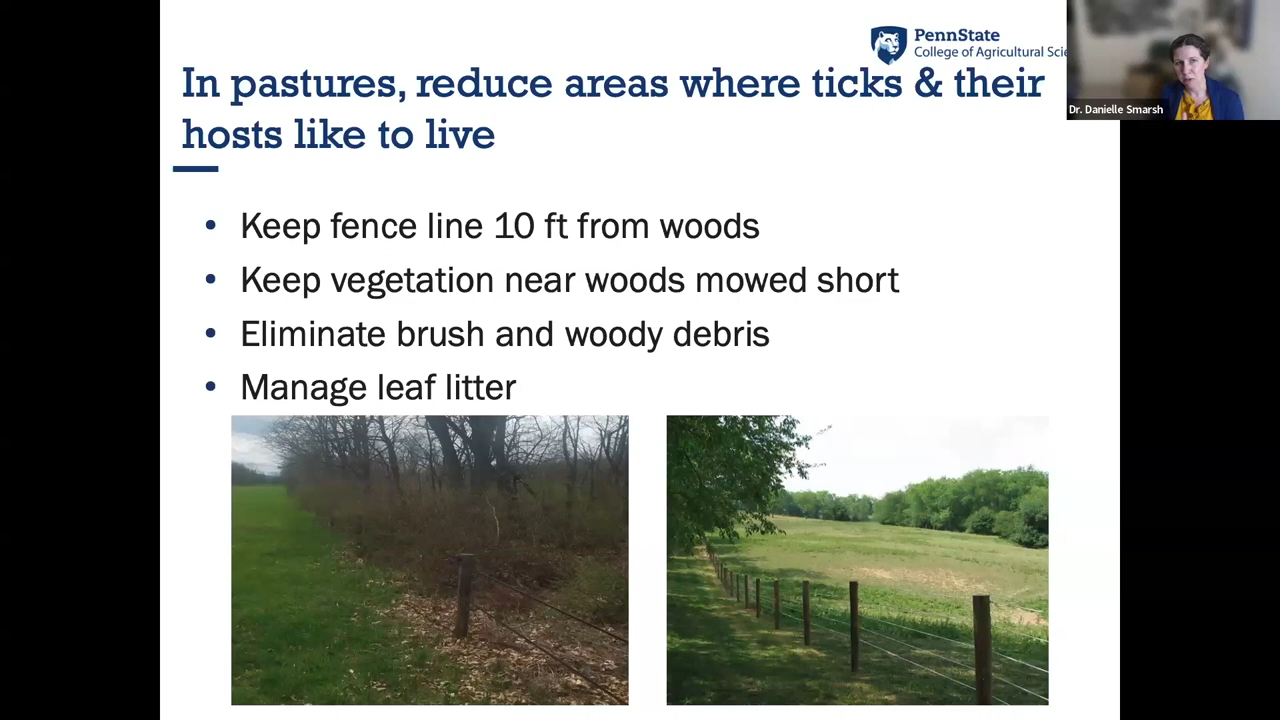 PennState
College of Agricultural Scie
In pastures, reduce areas where ticks & their
hosts like to live
Dr. Danielle Smarsh
• Keep fence line 10 ft from woods
• Keep vegetation near woods mowed short
• Eliminate brush and woody debris
• Manage leaf litter